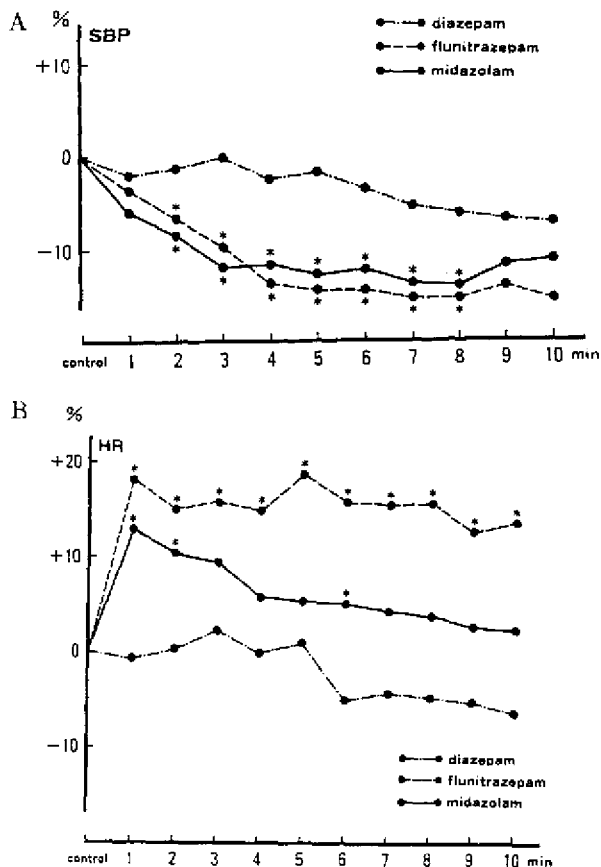 A
%
SBP
diazepam
flunitrazepam
midazolam
+10
0
-10
* * * * * * *
* * * * * * *
control 1 2 3 4 5 6 7 8 9 10 min
B
%
HR
+20
* * * * * * * * * *
+10
* * *
0
-10
diazepam
flunitrazepam
midazolam
control 1 2 3 4 5 6 7 8 9 10 min